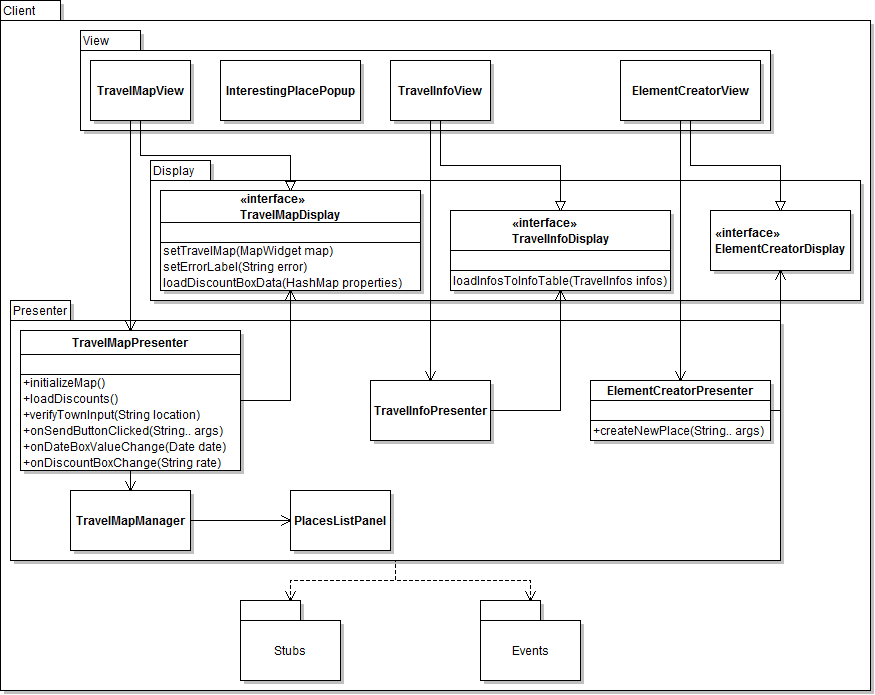 Client
View
TravelMapView
InterestingPlacePopup
TravelInfoView
ElementCreatorView
Display
«interface»
TravelMapDisplay
setTravelMap(MapWidget map)
setErrorLabel(String error)
loadDiscountBoxData(HashMap properties)
«interface»
TravelInfoDisplay
loadInfosToInfoTable(TravelInfos infos)
«interface»
ElementCreatorDisplay
Presenter
TravelMapPresenter
+initializeMap()
+loadDiscounts()
+verifyTownInput(String location)
+onSendButtonClicked(String.. args)
+onDateBoxValueChange(Date date)
+onDiscountBoxChange(String rate)
TravelInfoPresenter
ElementCreatorPresenter
+createNewPlace(String.. args)
TravelMapManager
PlacesListPanel
Stubs
Events